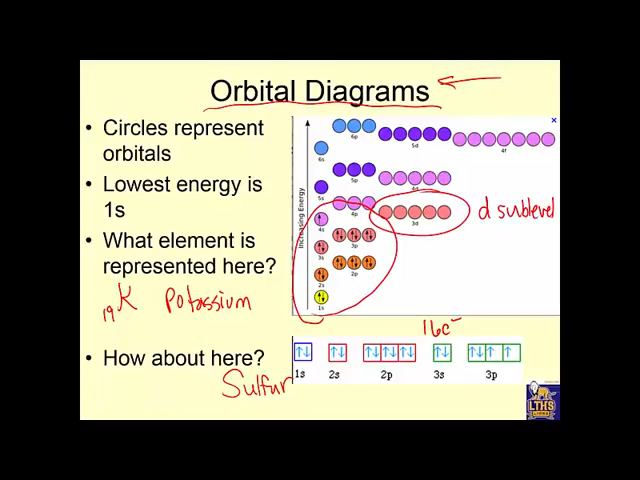 Orbital Diagrams
• Circles represent orbitals
• Lowest energy is 1s
• What element is represented here?
19K Potassium
• How about here?
Sulfur
Increasing Energy
6s
6p
5d
4f
5s
5p
4d
4s
4p
3d
3s
3p
2s
2p
1s
d sublevel
16e-
1s 2s 2p 3s 3p
LTHS
LIONS